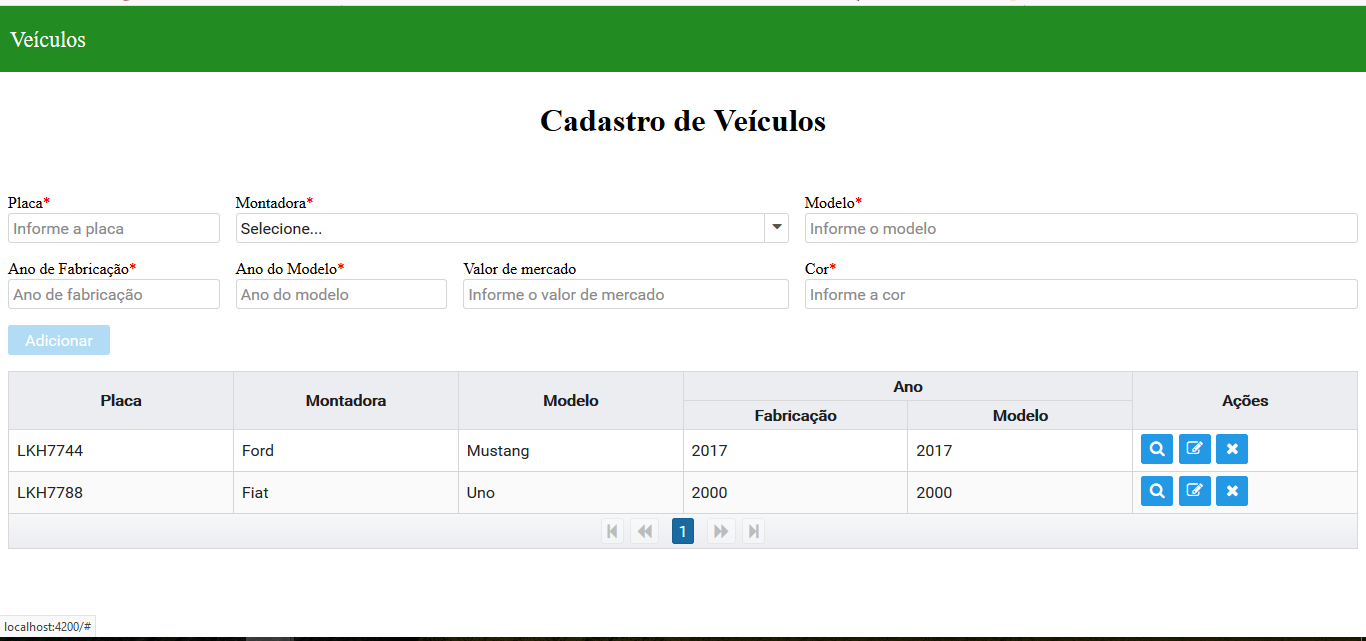 Veículos
Cadastro de Veículos
Placa* Montadora* Modelo*
Informe a placa Selecione... Informe o modelo
Ano de Fabricação* Ano do Modelo* Valor de mercado Cor*
Ano de fabricação Ano do modelo Informe o valor de mercado Informe a cor
Adicionar
Placa Montadora Modelo Ano Ações
Fabricação Modelo
LKH7744 Ford Mustang 2017 2017
LKH7788 Fiat Uno 2000 2000
1
localhost:4200/#